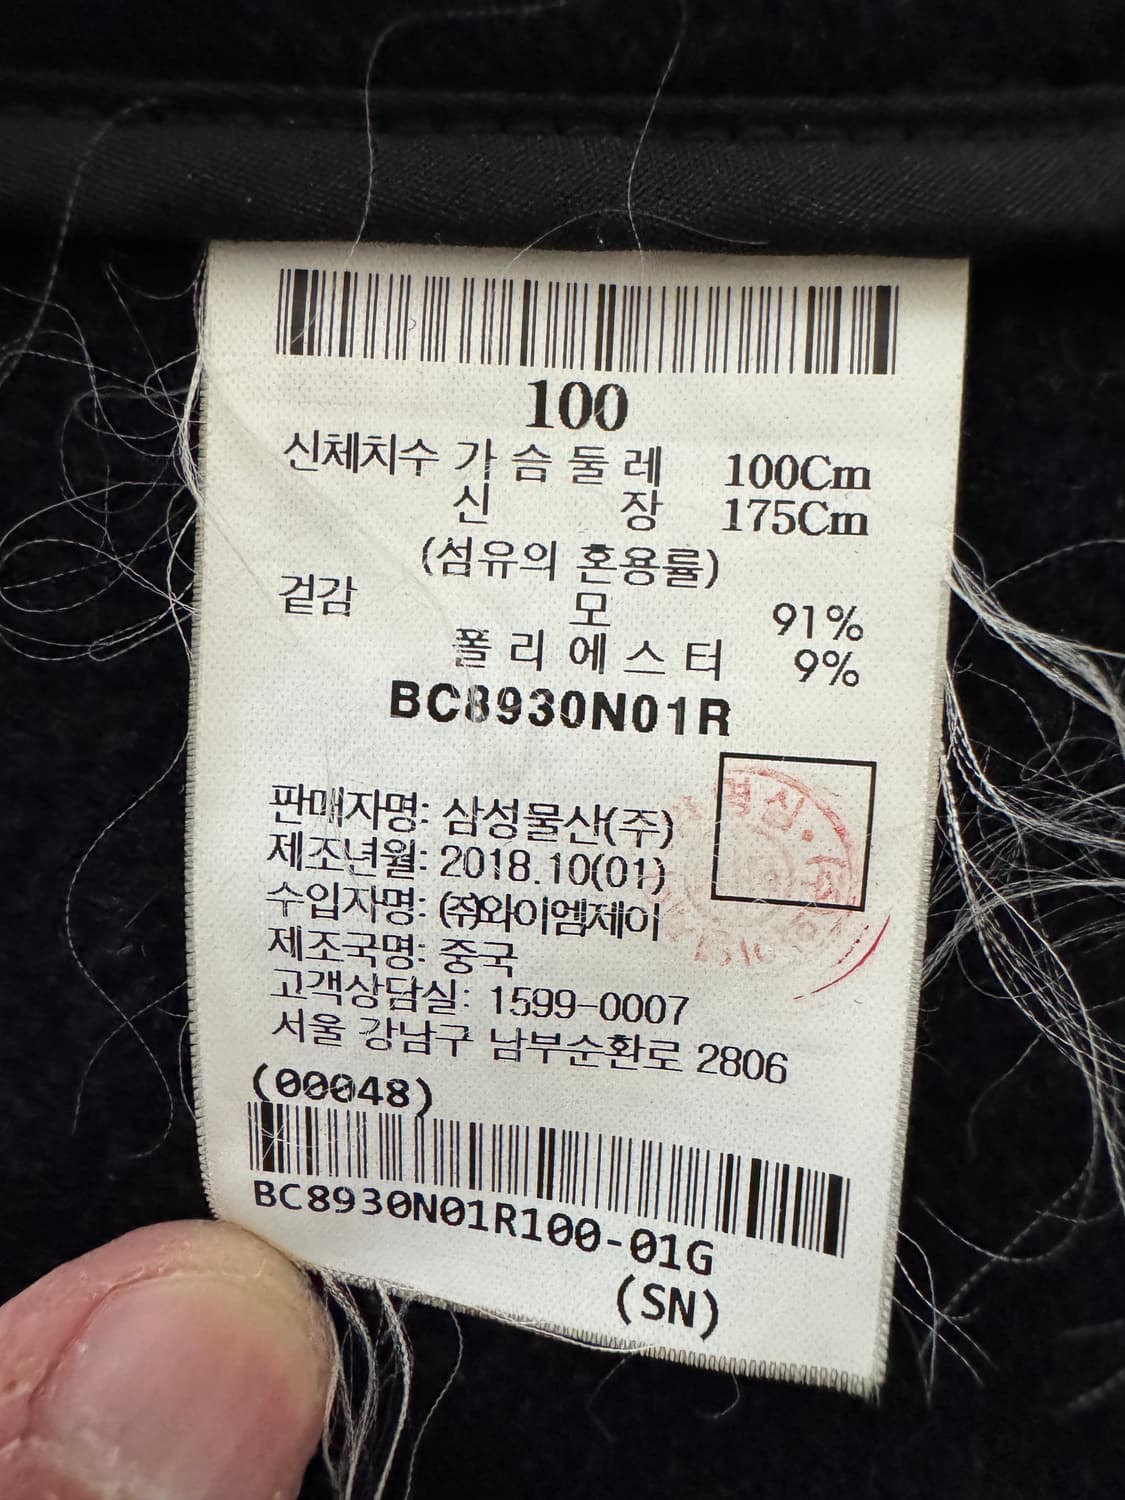 100
신체치수 가슴둘레 100Cm
신장 175Cm
(섬유의 혼용률)
겉감 모 91%
폴리에스터 9%
BC8930N01R
판매자명: 삼성물산(주)
제조년월: 2018.10(01)
수입자명: (주)와이엠제이
제조국명: 중국
고객상담실: 1599-0007
서울 강남구 남부순환로 2806
(00048)
BC8930N01R100-01G
(SN)